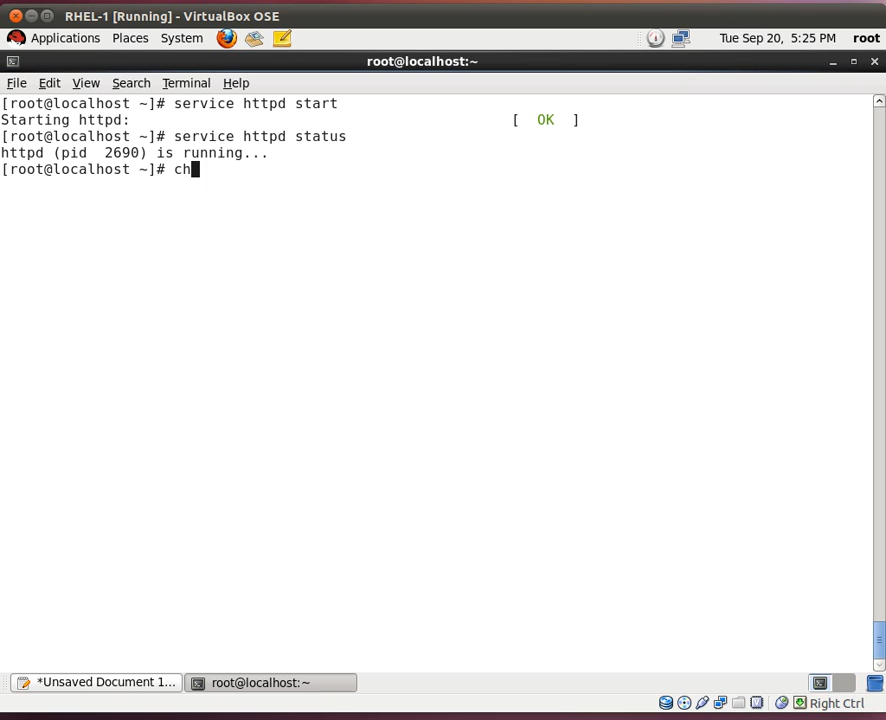 RHEL-1 [Running] - VirtualBox OSE
Applications Places System Tue Sep 20, 5:25 PM root
root@localhost:~
File Edit View Search Terminal Help
[root@localhost ~]# service httpd start
Starting httpd: [ OK ]
[root@localhost ~]# service httpd status
httpd (pid 2690) is running...
[root@localhost ~]# ch
*Unsaved Document 1... root@localhost:~
Right Ctrl